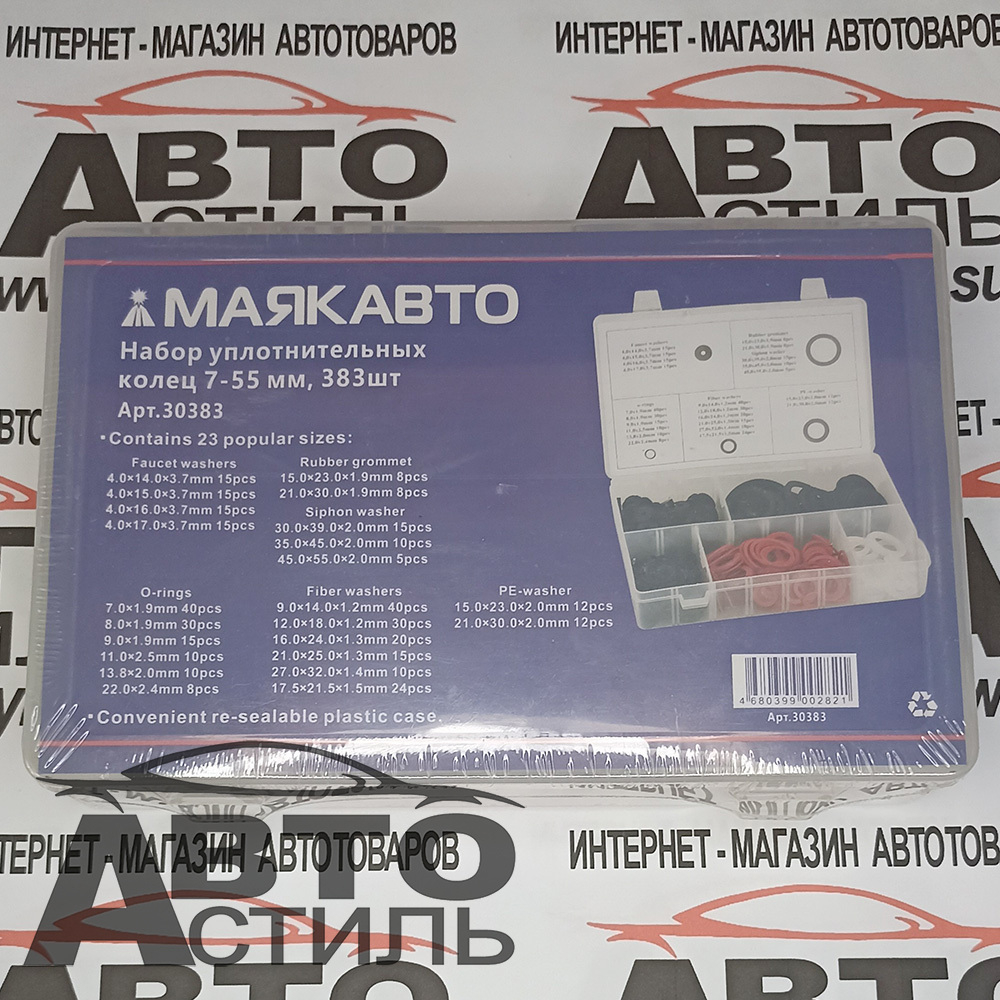 ИНТЕРНЕТ - МАГАЗИН АВТОТОВАРОВ
ИНТЕРНЕТ - МАГАЗИН АВТОТОВАРОВ
АВТО
СТИЛЬ
АВТО
СТИЛЬ
МАЯКАВТО
Набор уплотнительных
колец 7-55 мм, 383шт
Арт.30383
•Contains 23 popular sizes:
Faucet washers
4.0×14.0×3.7mm 15pcs
4.0×15.0×3.7mm 15pcs
4.0×16.0×3.7mm 15pcs
4.0×17.0×3.7mm 15pcs
Rubber grommet
15.0×23.0×1.9mm 8pcs
21.0×30.0×1.9mm 8pcs
Siphon washer
30.0×39.0×2.0mm 15pcs
35.0×45.0×2.0mm 10pcs
45.0×55.0×2.0mm 5pcs
O-rings
7.0×1.9mm 40pcs
8.0×1.9mm 30pcs
9.0×1.9mm 15pcs
11.0×2.5mm 10pcs
13.8×2.0mm 10pcs
22.0×2.4mm 8pcs
Fiber washers
9.0×14.0×1.2mm 40pcs
12.0×18.0×1.2mm 30pcs
16.0×24.0×1.3mm 20pcs
21.0×25.0×1.3mm 15pcs
27.0×32.0×1.4mm 10pcs
17.5×21.5×1.5mm 24pcs
PE-washer
15.0×23.0×2.0mm 12pcs
21.0×30.0×2.0mm 12pcs
•Convenient re-sealable plastic case.
4 680399 002821
Арт.30383
ТЕРНЕТ - МАГАЗИН АВТОТОВАРОВ
ИНТЕРНЕТ - МАГАЗИН АВТОТОВ
АВТО
СТИЛЬ